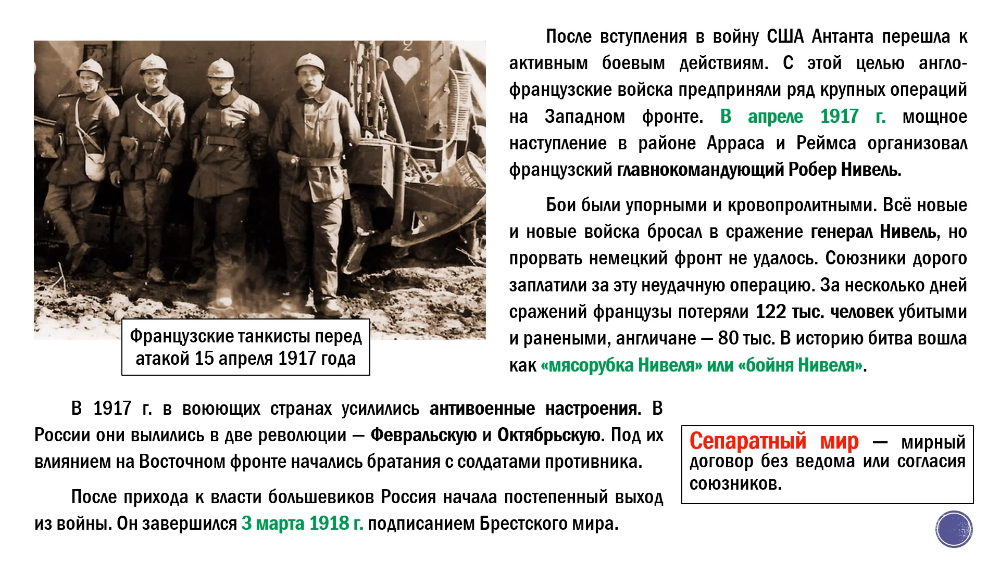 После вступления в войну США Антанта перешла к
активным боевым действиям. С этой целью англо-
французские войска предприняли ряд крупных операций
на Западном фронте. В апреле 1917 г. мощное
наступление в районе Арраса и Реймса организовал
французский главнокомандующий Робер Нивель.
Бои были упорными и кровопролитными. Всё новые
и новые войска бросал в сражение генерал Нивель, но
прорвать немецкий фронт не удалось. Союзники дорого
заплатили за эту неудачную операцию. За несколько дней
сражений французы потеряли 122 тыс. человек убитыми
и ранеными, англичане — 80 тыс. В историю битва вошла
как «мясорубка Нивеля» или «бойня Нивеля».
2
Французские танкисты перед
атакой 15 апреля 1917 года
В 1917 г. в воюющих странах усилились антивоенные настроения. В
России они вылились в две революции — Февральскую и Октябрьскую. Под их
влиянием на Восточном фронте начались братания с солдатами противника.
После прихода к власти большевиков Россия начала постепенный выход
из войны. Он завершился 3 марта 1918 г. подписанием Брестского мира.
Сепаратный мир — мирный
договор без ведома или согласия
союзников.